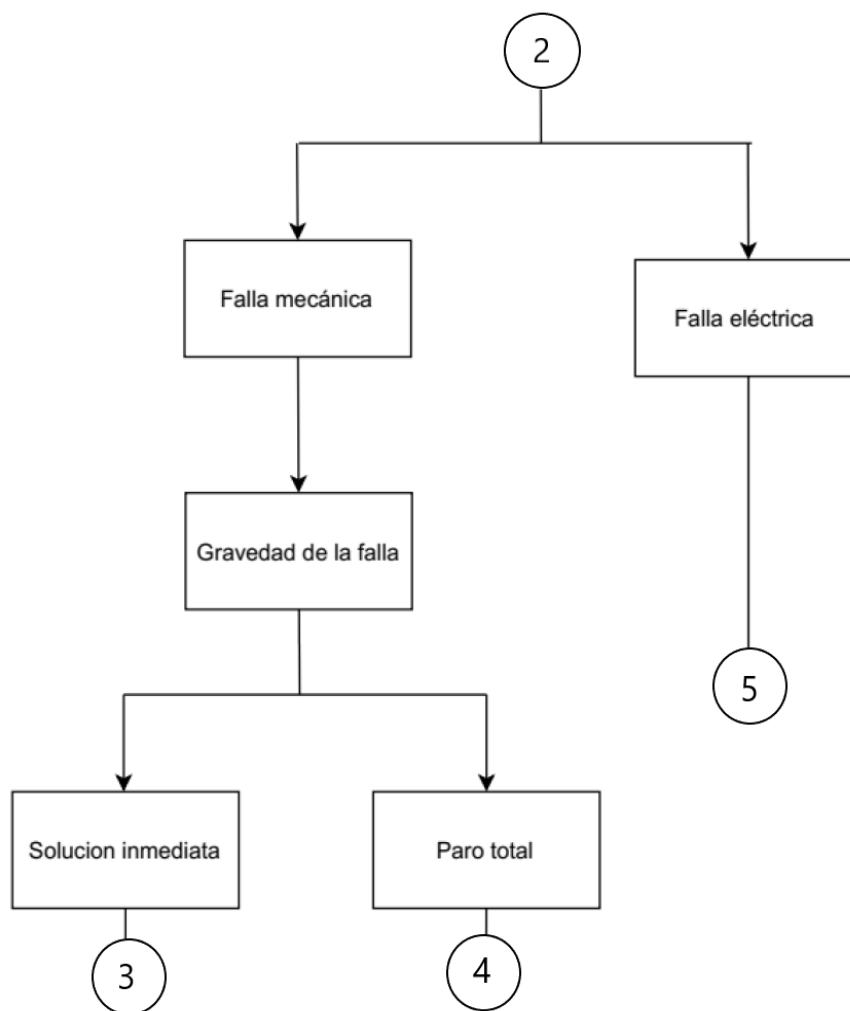 2
Falla mecánica
Falla eléctrica
Gravedad de la falla
5
Solucion inmediata
Paro total
3
4